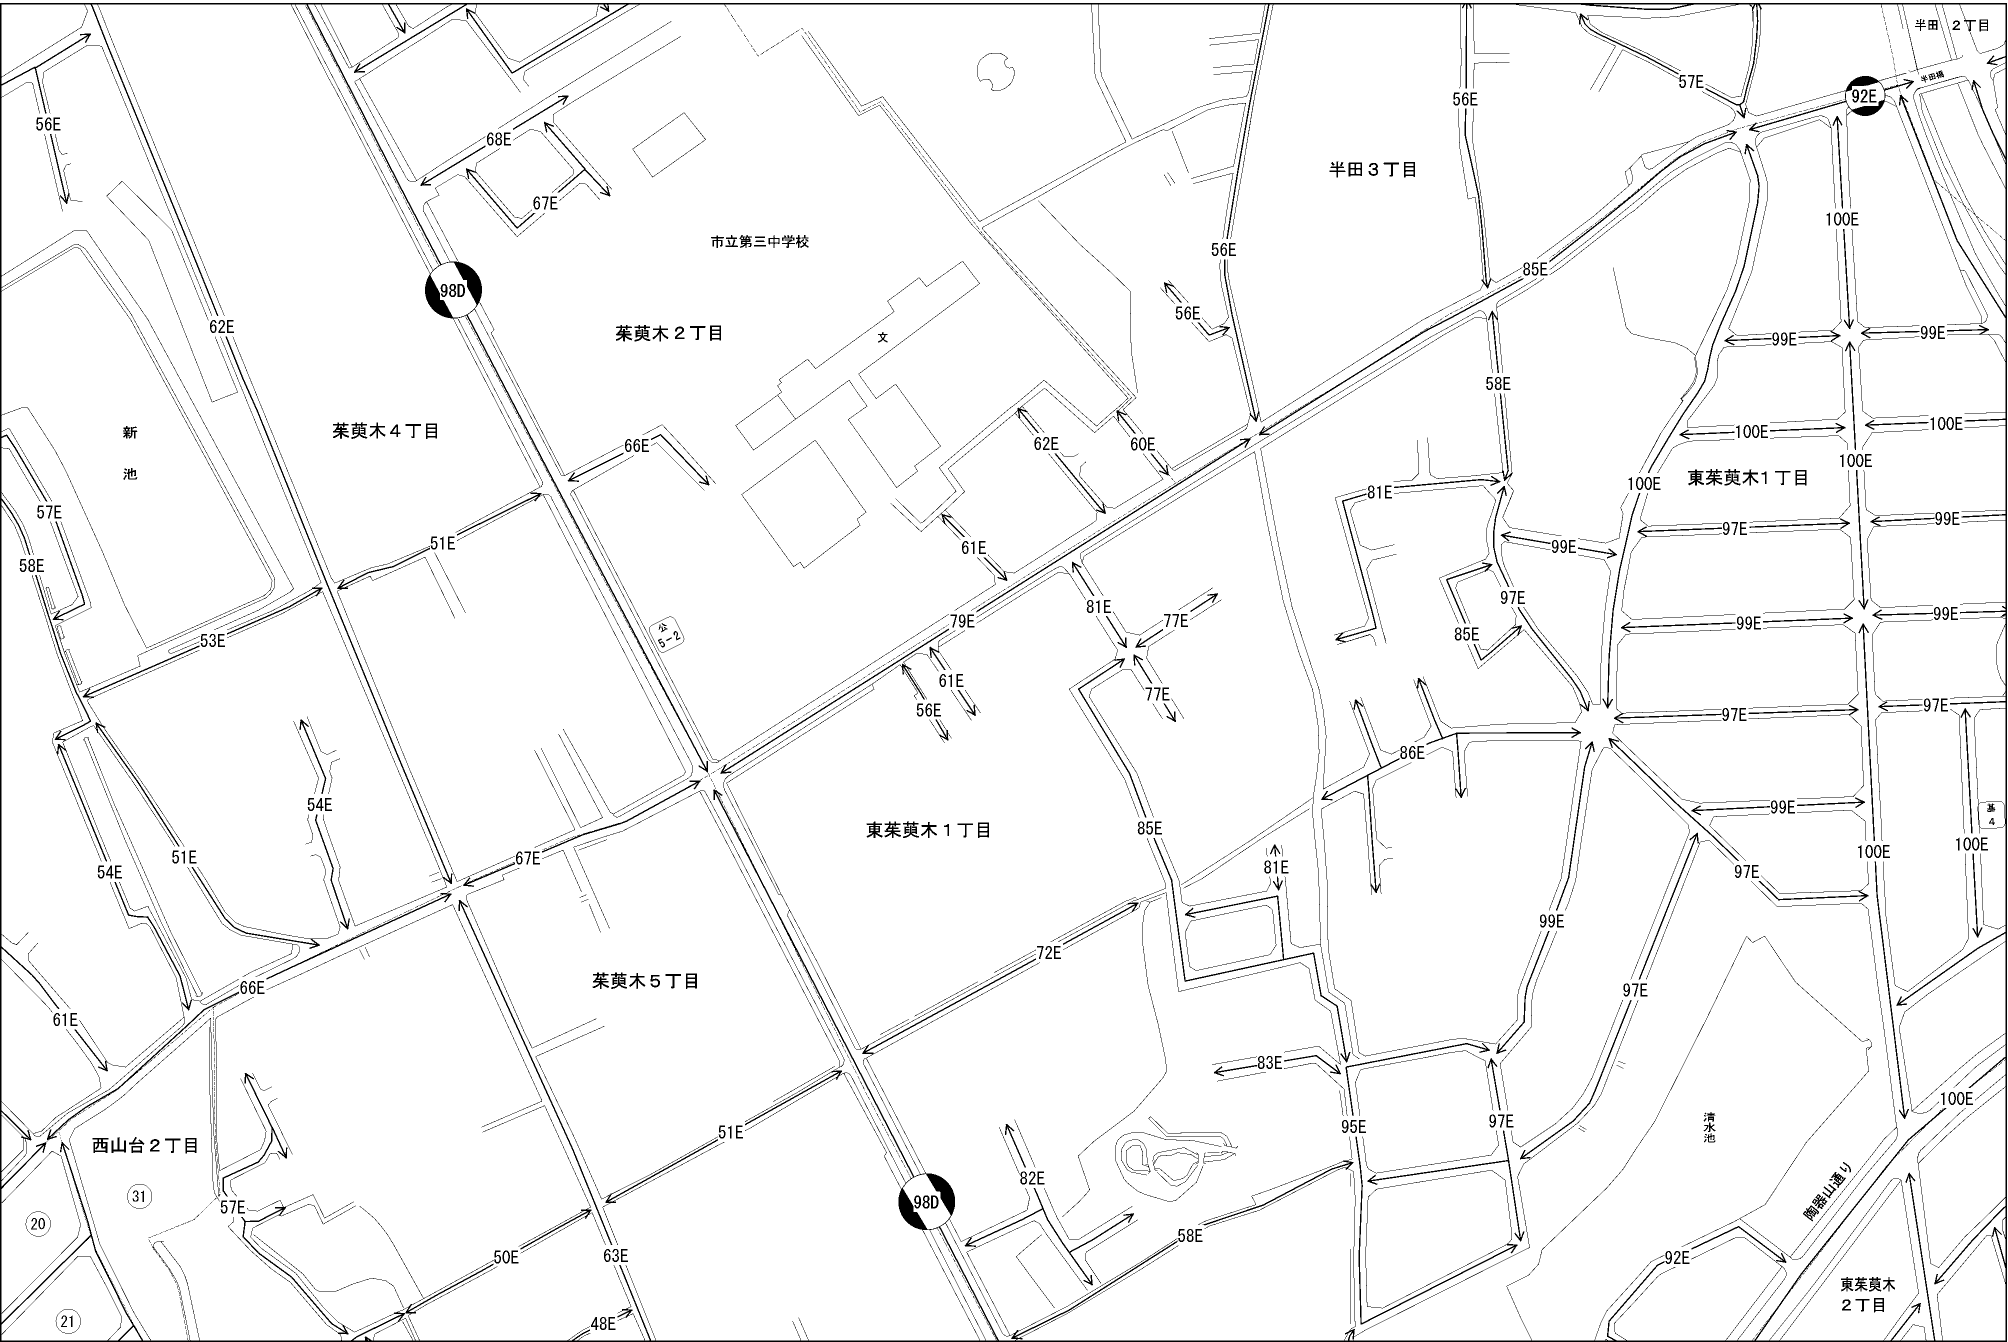 半田 2丁目
半田橋
57E
92E
56E
56E
68E
半田3丁目
67E
100E
市立第三中学校
56E
85E
98D
56E
62E
茱萸木2丁目
文
99E
99E
58E
新
池
茱萸木4丁目
66E
62E
60E
100E
100E
100E
東茱萸木1丁目
100E
81E
57E
51E
61E
99E
97E
99E
58E
81E
97E
77E
79E
公
5-2
53E
85E
99E
99E
61E
77E
56E
97E
97E
86E
54E
99E
墓
4
東茱萸木1丁目
85E
100E
100E
51E
67E
81E
97E
54E
99E
72E
茱萸木5丁目
66E
97E
61E
83E
100E
清水池
51E
95E
97E
西山台2丁目
82E
陶器山通り
31
57E
98D
20
58E
50E
63E
92E
東茱萸木
2丁目
21
48E